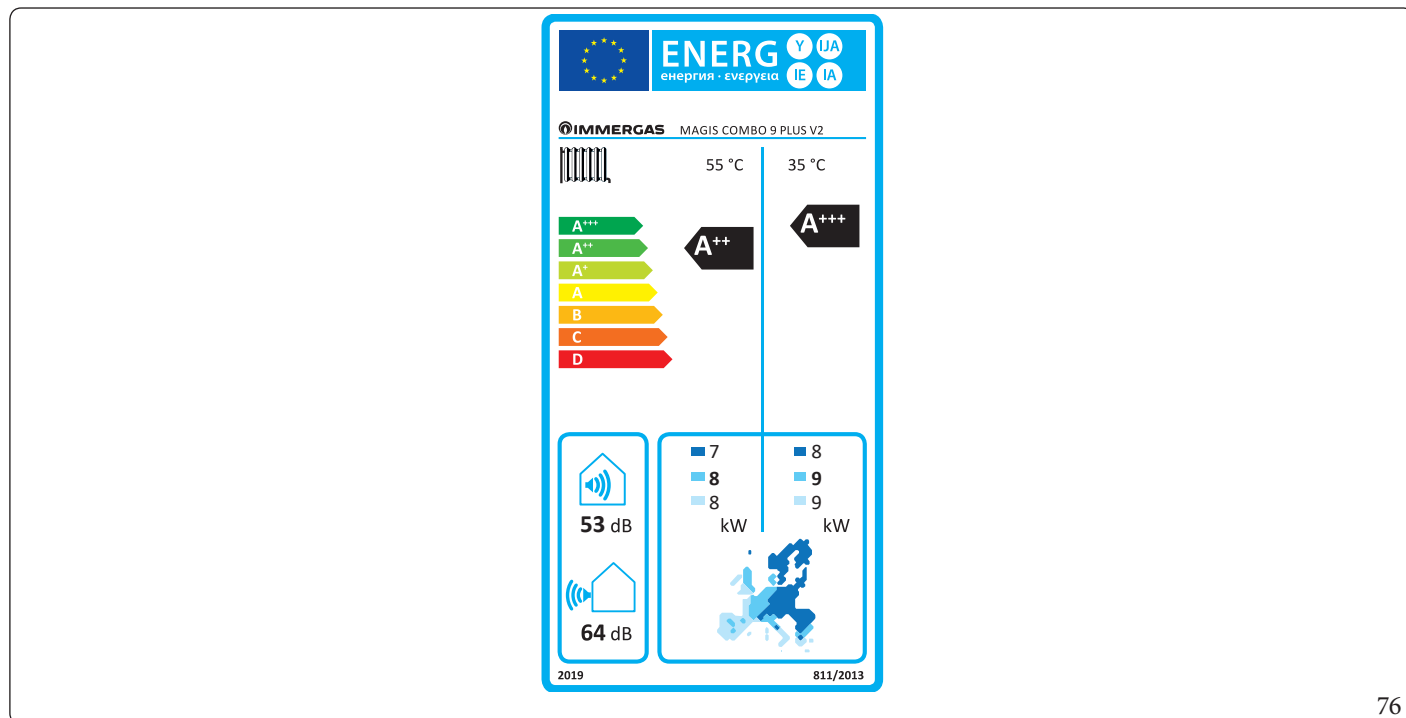 ENERG Y IJA
енергия · ενεργεια IE IA
IMMERGAS MAGIS COMBO 9 PLUS V2
55 °C 35 °C
A+++
A++
A+
A
B
C
D
A++
A+++
53 dB
64 dB
7 8
8 9
8 9
kW kW
2019 811/2013
76